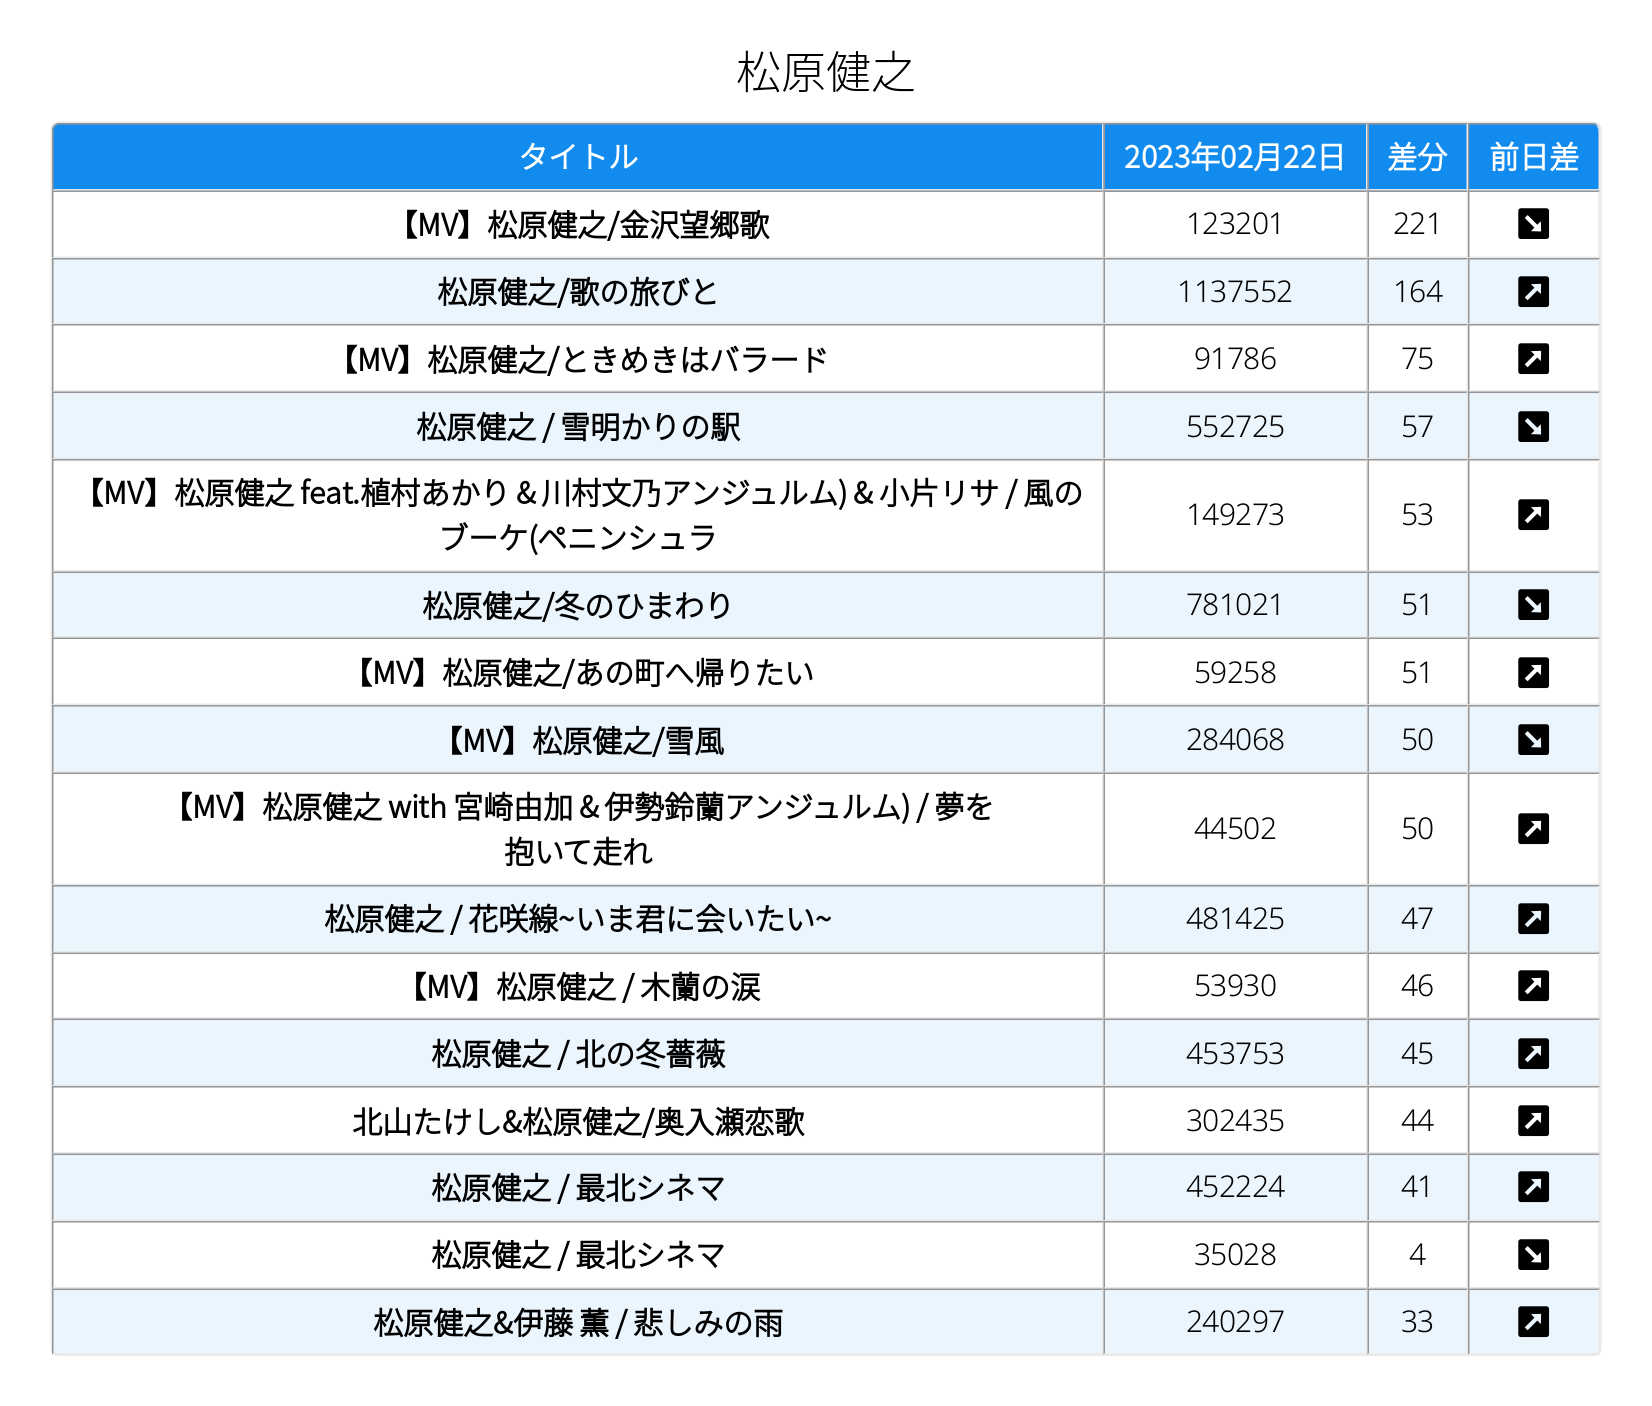 松原健之
タイトル 2023年02月22日 差分 前日差
【MV】松原健之/金沢望郷歌 123201 221
松原健之/歌の旅びと 1137552 164
【MV】松原健之/ときめきはバラード 91786 75
松原健之 / 雪明かりの駅 552725 57
【MV】松原健之 feat.植村あかり & 川村文乃アンジュルム) & 小片リサ / 風の
ブーケ(ペニンシュラ 149273 53
松原健之/冬のひまわり 781021 51
【MV】松原健之/あの町へ帰りたい 59258 51
【MV】松原健之/雪風 284068 50
【MV】松原健之 with 宮崎由加 & 伊勢鈴蘭アンジュルム) / 夢を
抱いて走れ 44502 50
松原健之 / 花咲線~いま君に会いたい~ 481425 47
【MV】松原健之 / 木蘭の涙 53930 46
松原健之 / 北の冬薔薇 453753 45
北山たけし&松原健之/奥入瀬恋歌 302435 44
松原健之 / 最北シネマ 452224 41
松原健之 / 最北シネマ 35028 4
松原健之&伊藤 薫 / 悲しみの雨 240297 33